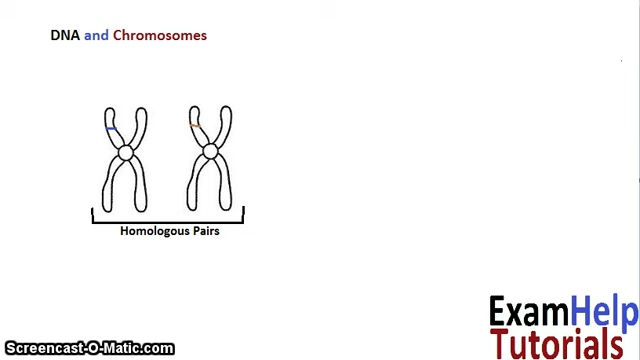 DNA and Chromosomes
Homologous Pairs
ExamHelp
Tutorials
Screencast-O-Matic.com